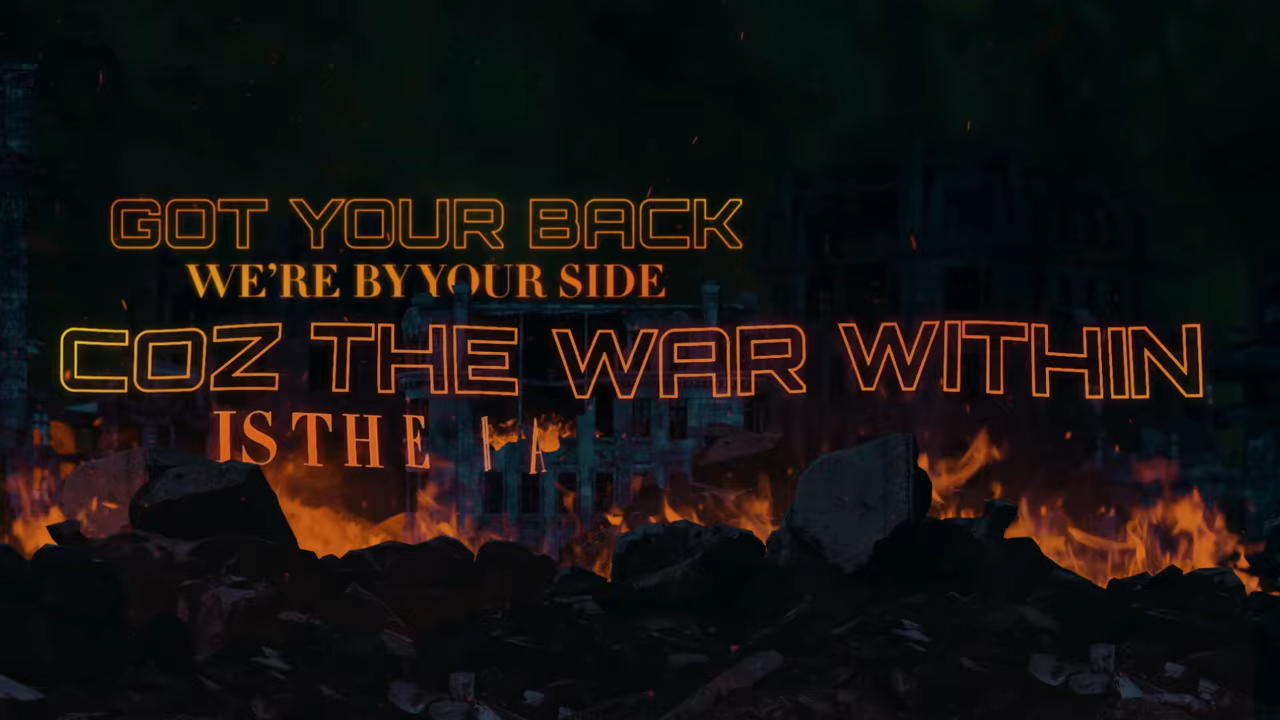 GOT YOUR BACK
WE’RE BY YOUR SIDE
COZ THE WAR WITHIN
IS THE